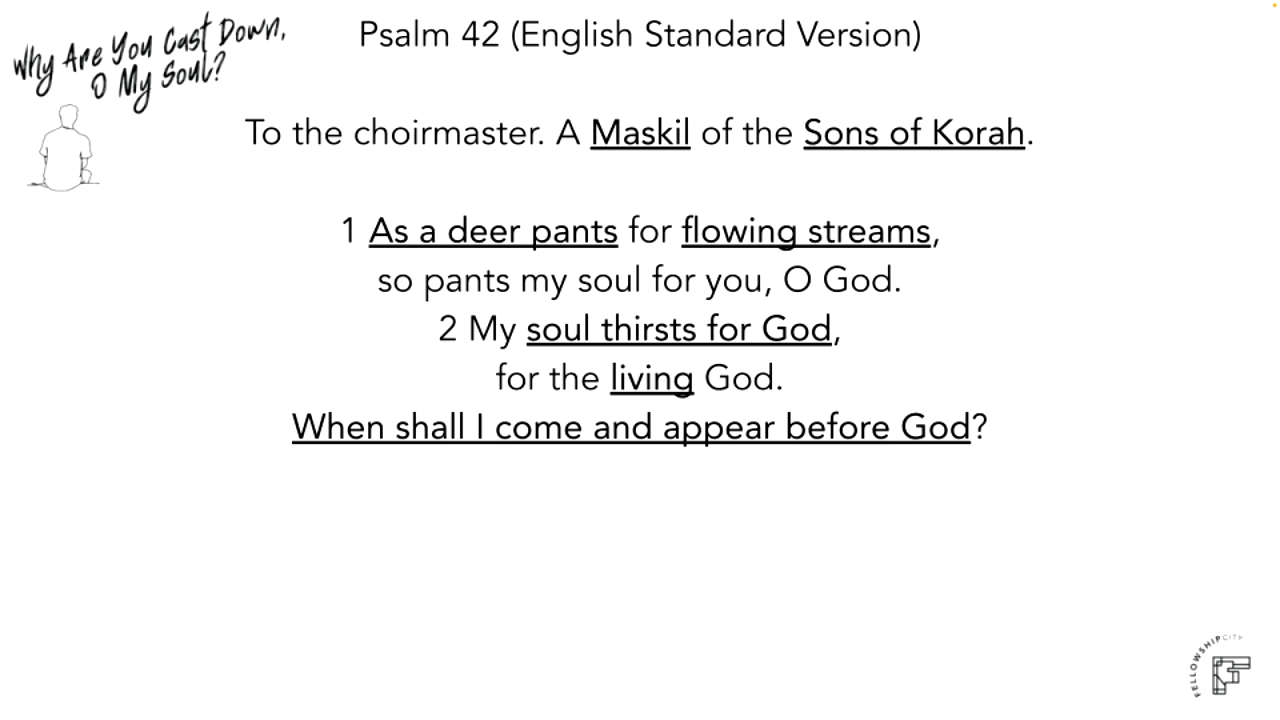 Why Are You Cast Down,
O My Soul?
Psalm 42 (English Standard Version)
To the choirmaster. A Maskil of the Sons of Korah.
1 As a deer pants for flowing streams,
so pants my soul for you, O God.
2 My soul thirsts for God,
for the living God.
When shall I come and appear before God?
FELLOWSHIPCITY